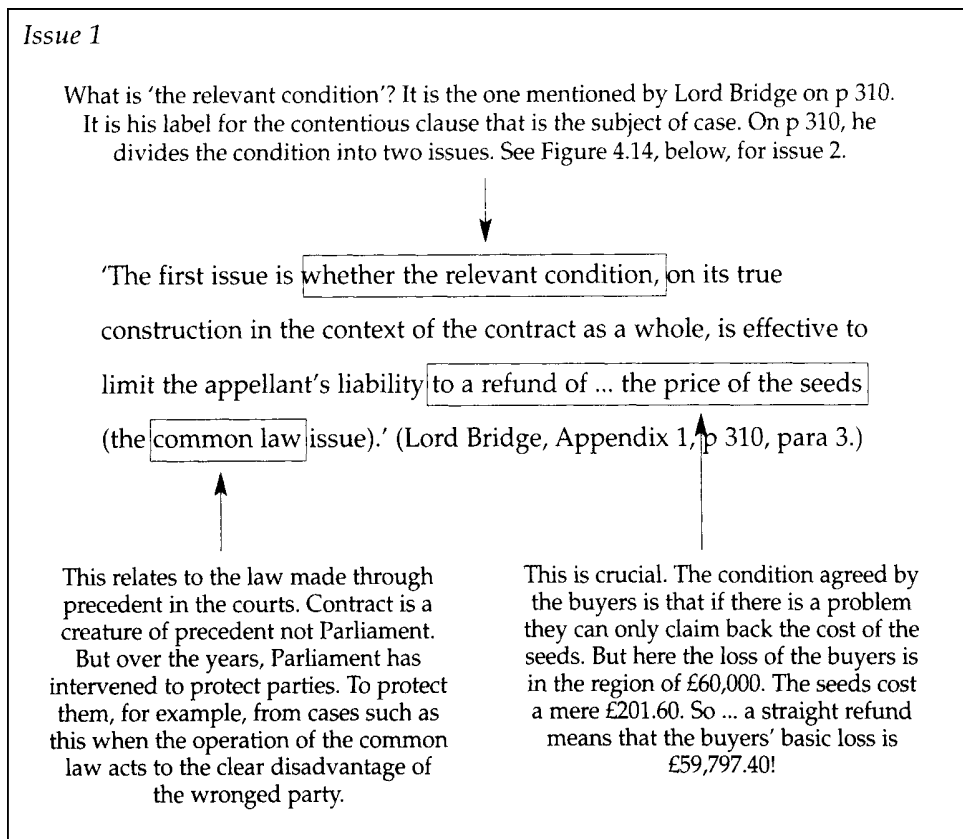 Issue 1
What is 'the relevant condition'? It is the one mentioned by Lord Bridge on p 310.
It is his label for the contentious clause that is the subject of case. On p 310, he
divides the condition into two issues. See Figure 4.14, below, for issue 2.
'The first issue is whether the relevant condition, on its true
construction in the context of the contract as a whole, is effective to
limit the appellant's liability to a refund of ... the price of the seeds
(the common law issue).' (Lord Bridge, Appendix 1, p 310, para 3.)
This relates to the law made through
precedent in the courts. Contract is a
creature of precedent not Parliament.
But over the years, Parliament has
intervened to protect parties. To protect
them, for example, from cases such as
this when the operation of the common
law acts to the clear disadvantage of
the wronged party.
This is crucial. The condition agreed by
the buyers is that if there is a problem
they can only claim back the cost of the
seeds. But here the loss of the buyers is
in the region of £60,000. The seeds cost
a mere £201.60. So ... a straight refund
means that the buyers' basic loss is
£59,797.40!